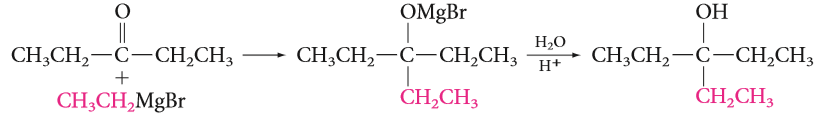 O OMgBr OH
CH₃CH₂—C—CH₂CH₃ ⟶ CH₃CH₂—C—CH₂CH₃ H₂O H⁺ ⟶ CH₃CH₂—C—CH₂CH₃
+
CH₃CH₂MgBr CH₂CH₃ CH₂CH₃